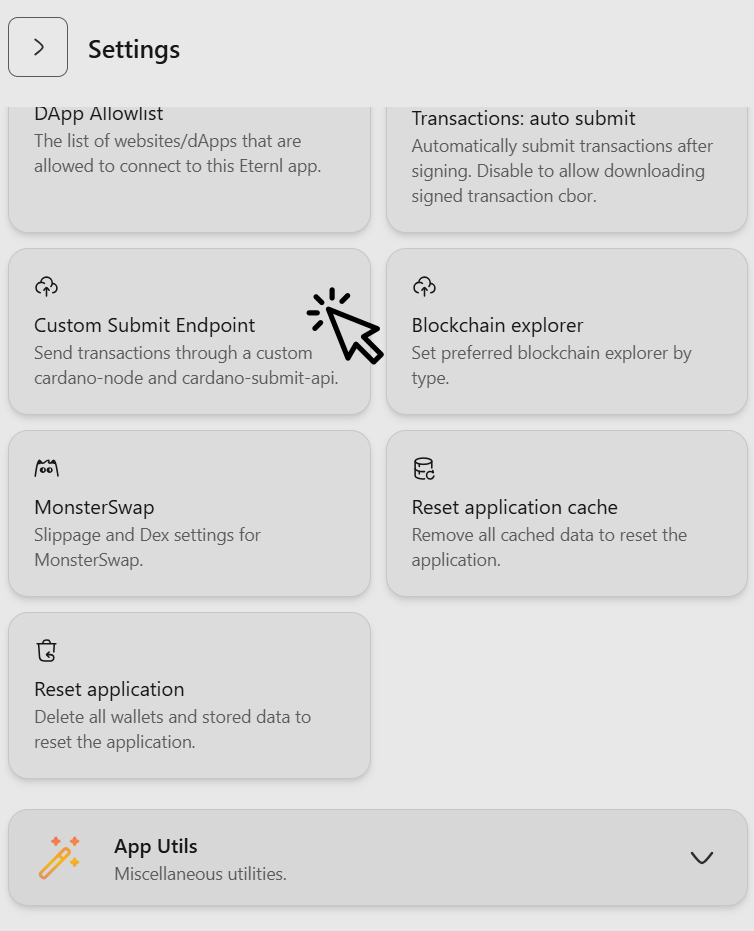 Settings
DApp Allowlist
The list of websites/dApps that are
allowed to connect to this Eternl app.
Transactions: auto submit
Automatically submit transactions after
signing. Disable to allow downloading
signed transaction cbor.
Custom Submit Endpoint
Send transactions through a custom
cardano-node and cardano-submit-api.
Blockchain explorer
Set preferred blockchain explorer by
type.
MonsterSwap
Slippage and Dex settings for
MonsterSwap.
Reset application cache
Remove all cached data to reset the
application.
Reset application
Delete all wallets and stored data to
reset the application.
App Utils
Miscellaneous utilities.